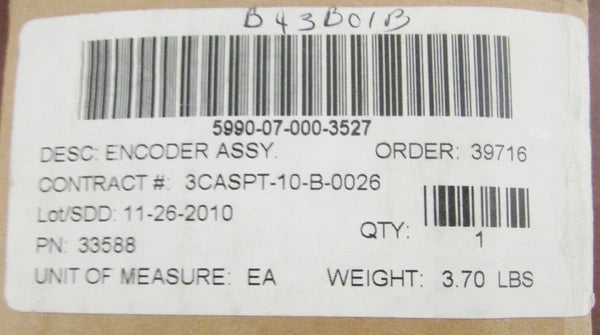 B43B01B
5990-07-000-3527
DESC: ENCODER ASSY. ORDER: 39716
CONTRACT #: 3CASPT-10-B-0026
Lot/SDD: 11-26-2010
QTY: 1
PN: 33588
UNIT OF MEASURE: EA WEIGHT: 3.70 LBS